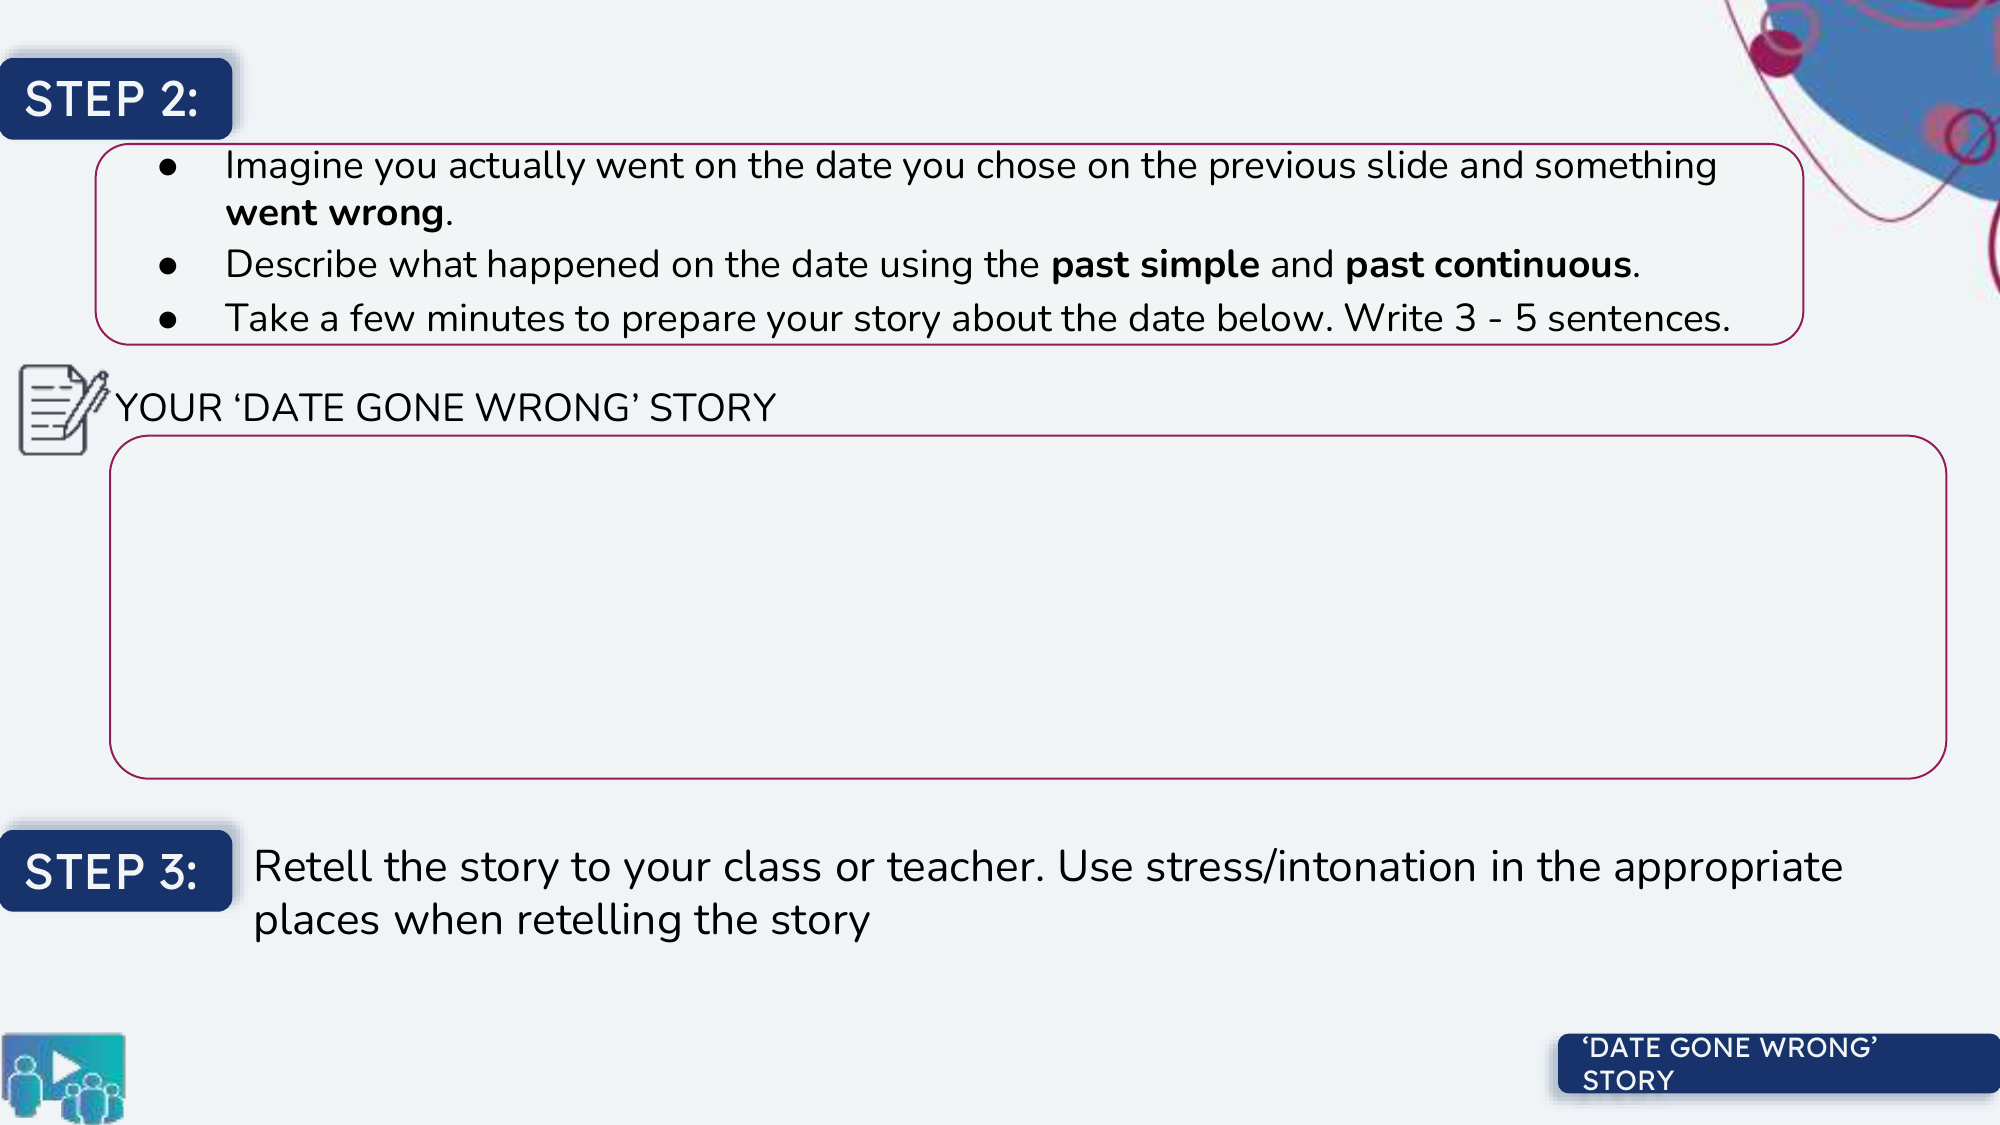 STEP 2:
● Imagine you actually went on the date you chose on the previous slide and something
went wrong.
● Describe what happened on the date using the past simple and past continuous.
● Take a few minutes to prepare your story about the date below. Write 3 - 5 sentences.
YOUR ‘DATE GONE WRONG’ STORY
STEP 3:
Retell the story to your class or teacher. Use stress/intonation in the appropriate
places when retelling the story
‘DATE GONE WRONG’
STORY